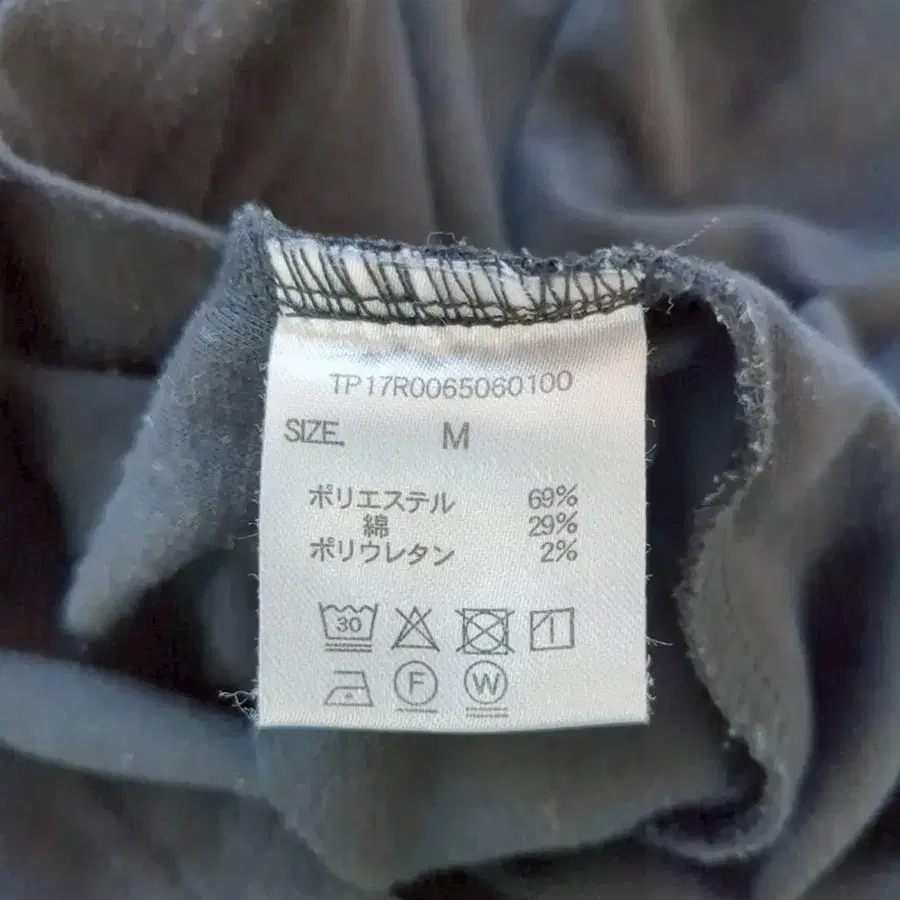 TP17R0065060100
SIZE. M
ポリエステル 69%
綿 29%
ポリウレタン 2%
30
F W